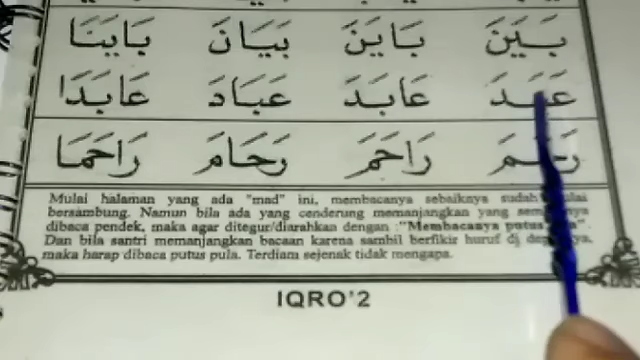 بَيَنَ بَايَنَ بَيَانَ بَايَنَا
عَبَدَ عَابَدَ عَبَادَ عَابَدَا
رَحَمَ رَاحَمَ رَحَامَ رَاحَمَا
Mulai halaman yang ada "mad" ini, membacanya sebaiknya sudah mulai
bersambung. Namun bila ada yang cenderung memanjangkan yang
dibaca pendek, maka agar ditegur/diarahkan dengan :"Membacanya putus
Dan bila santri memanjangkan bacaan karena sambil berfikir huruf
maka harap dibaca putus pula. Terdiam sejenak tidak mengapa.
IQRO'2